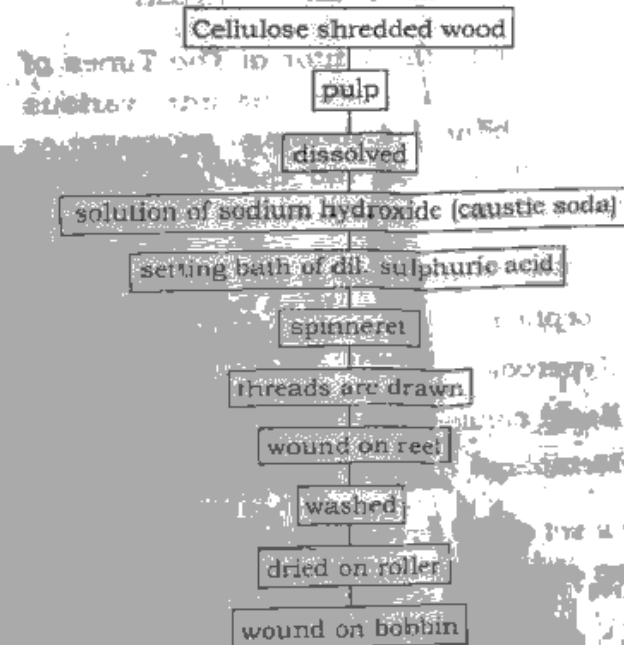 Cellulose shredded wood
pulp
dissolved
solution of sodium hydroxide (caustic soda)
setting bath of dil. sulphuric acid
spinneret
threads are drawn
wound on reel
washed
dried on roller
wound on bobbin